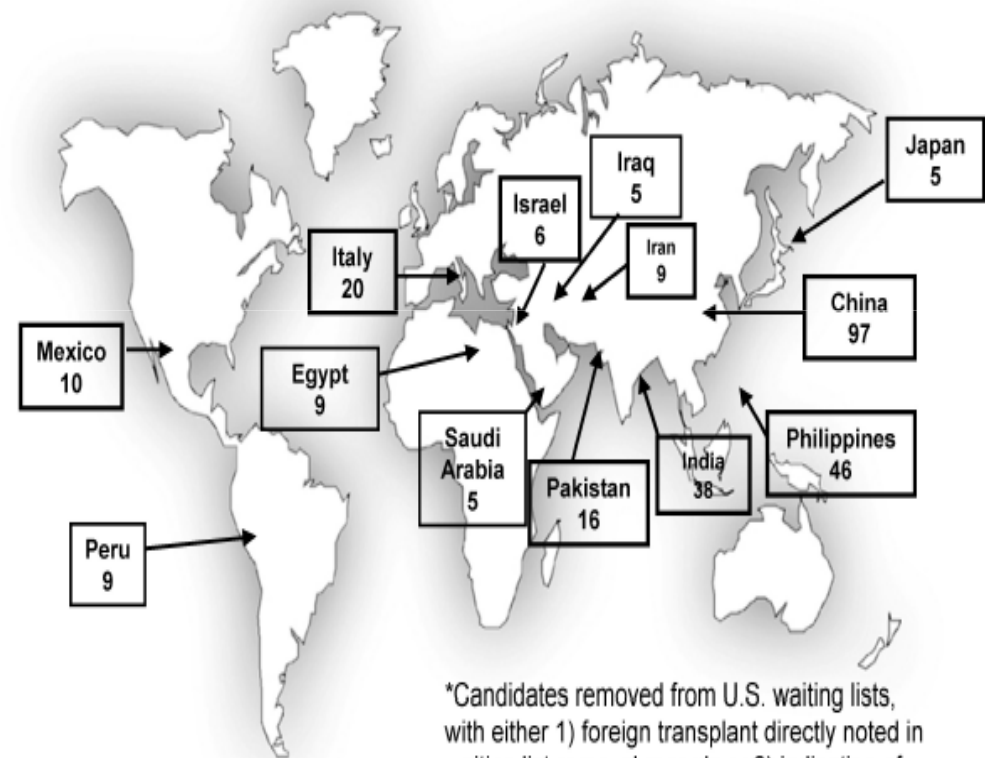 Japan
5
Iraq
5
Israel
6
Iran
9
Italy
20
China
97
Mexico
10
Egypt
9
Saudi
Arabia
5
Pakistan
16
India
38
Philippines
46
Peru
9
*Candidates removed from U.S. waiting lists,
with either 1) foreign transplant directly noted in